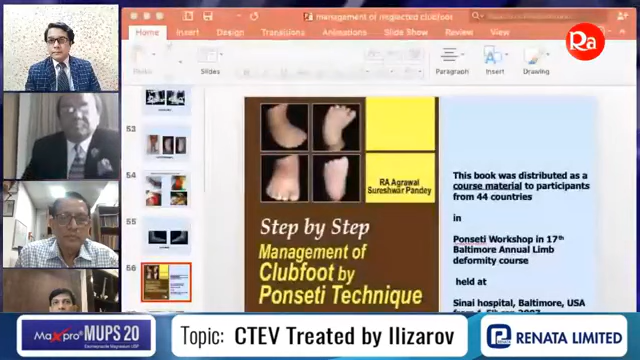 management of neglected clubfoot
Ra
Home Insert Design Transitions Animations Slide Show Review View
Slides Paragraph Insert Drawing
53
54
55
56
RA Agrawal
Sureshwar Pandey
Step by Step
Management of
Clubfoot by
Ponseti Technique
This book was distributed as a
course material to participants
from 44 countries
in
Ponseti Workshop in 17th
Baltimore Annual Limb
deformity course
held at
Sinai hospital, Baltimore, USA
Maxpro MUPS 20
Topic: CTEV Treated by Ilizarov
RENATA LIMITED